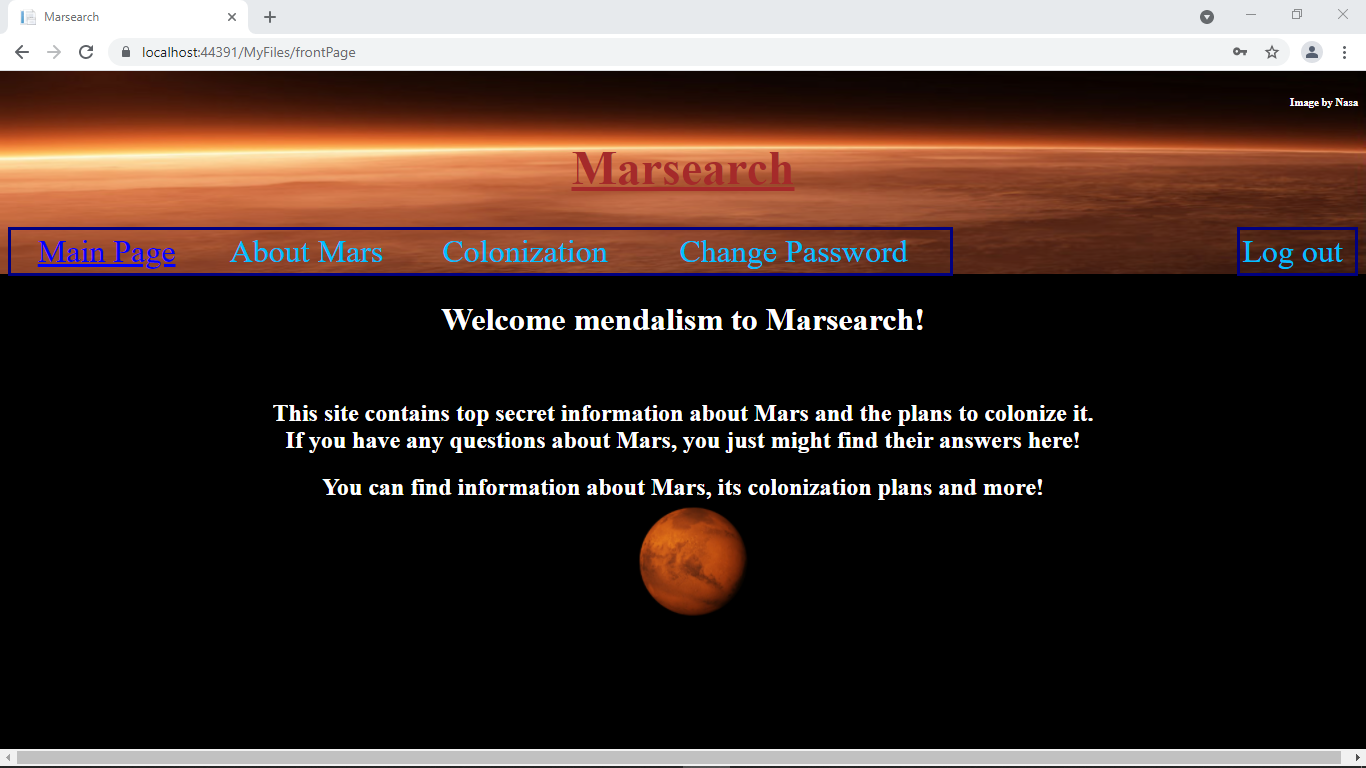 Marsearch
localhost:44391/MyFiles/frontPage
Image by Nasa
Marsearch
Main Page About Mars Colonization Change Password Log out
Welcome mendalism to Marsearch!
This site contains top secret information about Mars and the plans to colonize it.
If you have any questions about Mars, you just might find their answers here!
You can find information about Mars, its colonization plans and more!